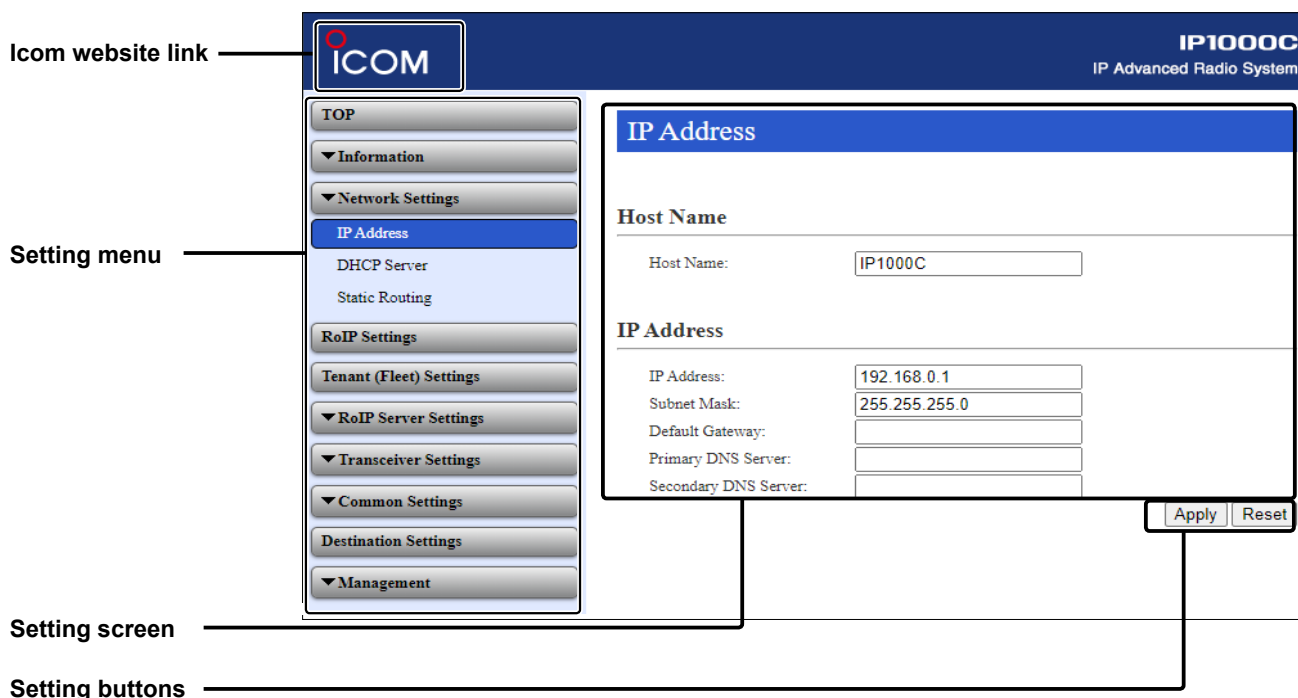 Icom website link
ICOM
IP1000C
IP Advanced Radio System
Setting menu
TOP
▼Information
▼Network Settings
IP Address
DHCP Server
Static Routing
RoIP Settings
Tenant (Fleet) Settings
▼RoIP Server Settings
▼Transceiver Settings
▼Common Settings
Destination Settings
▼Management
IP Address
Host Name
Host Name: IP1000C
IP Address
IP Address: 192.168.0.1
Subnet Mask: 255.255.255.0
Default Gateway:
Primary DNS Server:
Secondary DNS Server:
Apply Reset
Setting screen
Setting buttons